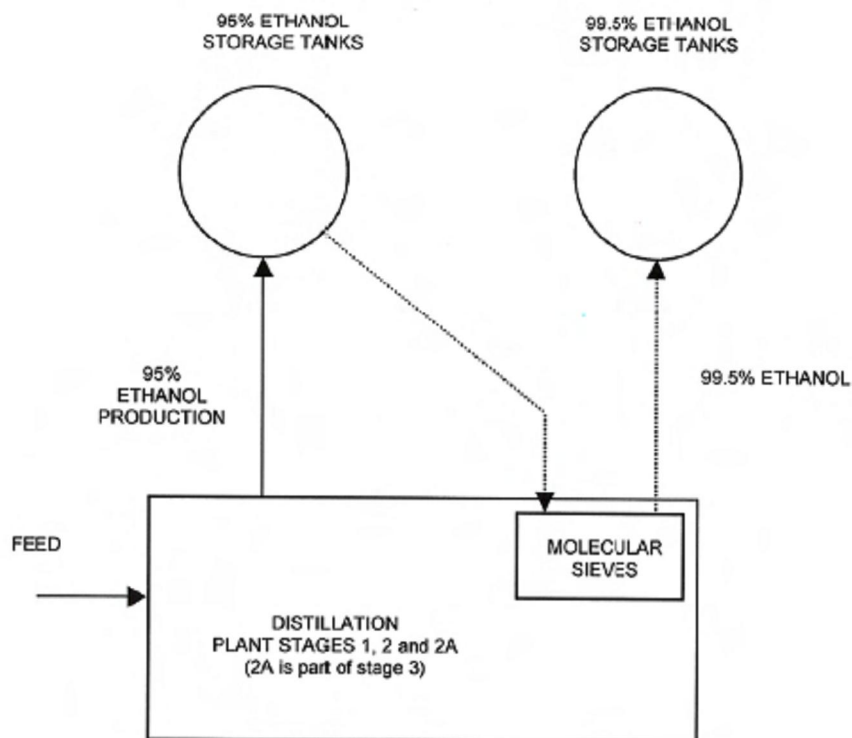 95% ETHANOL
STORAGE TANKS
99.5% ETHANOL
STORAGE TANKS
95%
ETHANOL
PRODUCTION
99.5% ETHANOL
FEED
MOLECULAR
SIEVES
DISTILLATION
PLANT STAGES 1, 2 and 2A
(2A is part of stage 3)